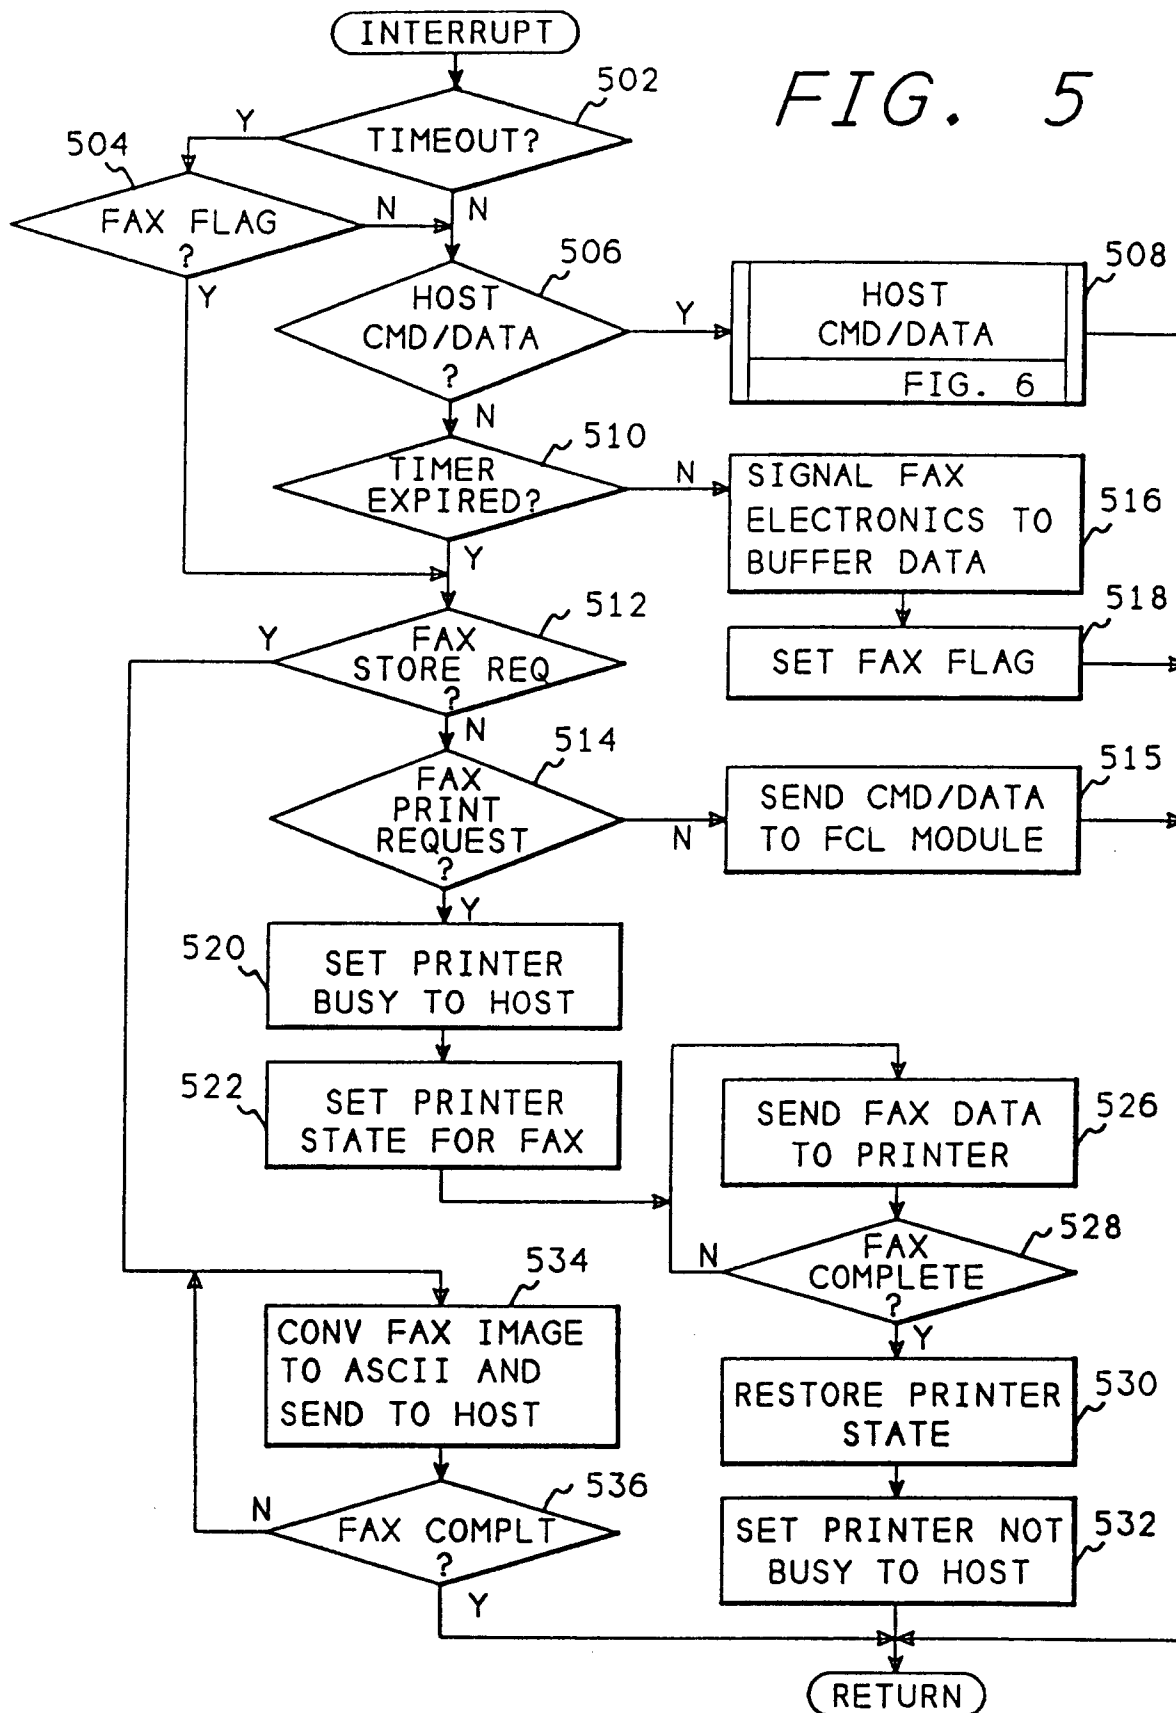 INTERRUPT
FIG. 5
502
TIMEOUT?
Y
N
504
FAX FLAG
?
N
Y
506
HOST
CMD/DATA
?
Y
N
508
HOST
CMD/DATA
FIG. 6
510
TIMER
EXPIRED?
N
Y
SIGNAL FAX
ELECTRONICS TO
BUFFER DATA
516
518
SET FAX FLAG
512
FAX
STORE REQ
?
Y
N
514
FAX
PRINT
REQUEST
?
N
Y
515
SEND CMD/DATA
TO FCL MODULE
520
SET PRINTER
BUSY TO HOST
522
SET PRINTER
STATE FOR FAX
SEND FAX DATA
TO PRINTER
526
528
FAX
COMPLETE
?
N
Y
534
CONV FAX IMAGE
TO ASCII AND
SEND TO HOST
RESTORE PRINTER
STATE
530
536
FAX COMPLT
?
N
Y
SET PRINTER NOT
BUSY TO HOST
532
RETURN